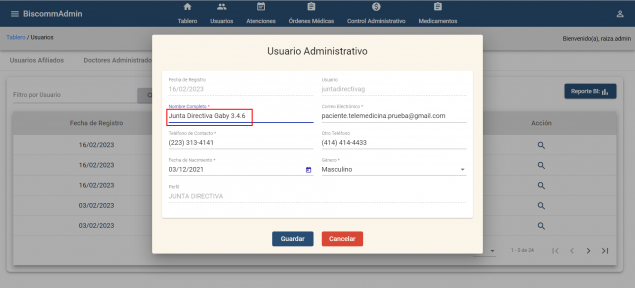 BiscommAdmin
Tablero
Usuarios
Atenciones
Órdenes Médicas
Control Administrativo
Medicamentos
Tablero / Usuarios
Bienvenido(a), raiza.admin
Usuarios Afiliados
Doctores Administrado
Filtro por Usuario
Reporte BI:
Usuario Administrativo
Fecha de Registro
16/02/2023
Usuario
juntadirectivag
Nombre Completo *
Junta Directiva Gaby 3.4.6
Correo Electrónico *
paciente.telemedicina.prueba@gmail.com
Teléfono de Contacto *
(223) 313-4141
Otro Teléfono
(414) 414-4433
Fecha de Nacimiento *
03/12/2021
Género *
Masculino
Perfil
JUNTA DIRECTIVA
Guardar
Cancelar
Fecha de Registro
Acción
16/02/2023
16/02/2023
16/02/2023
03/02/2023
03/02/2023
1 - 5 de 24